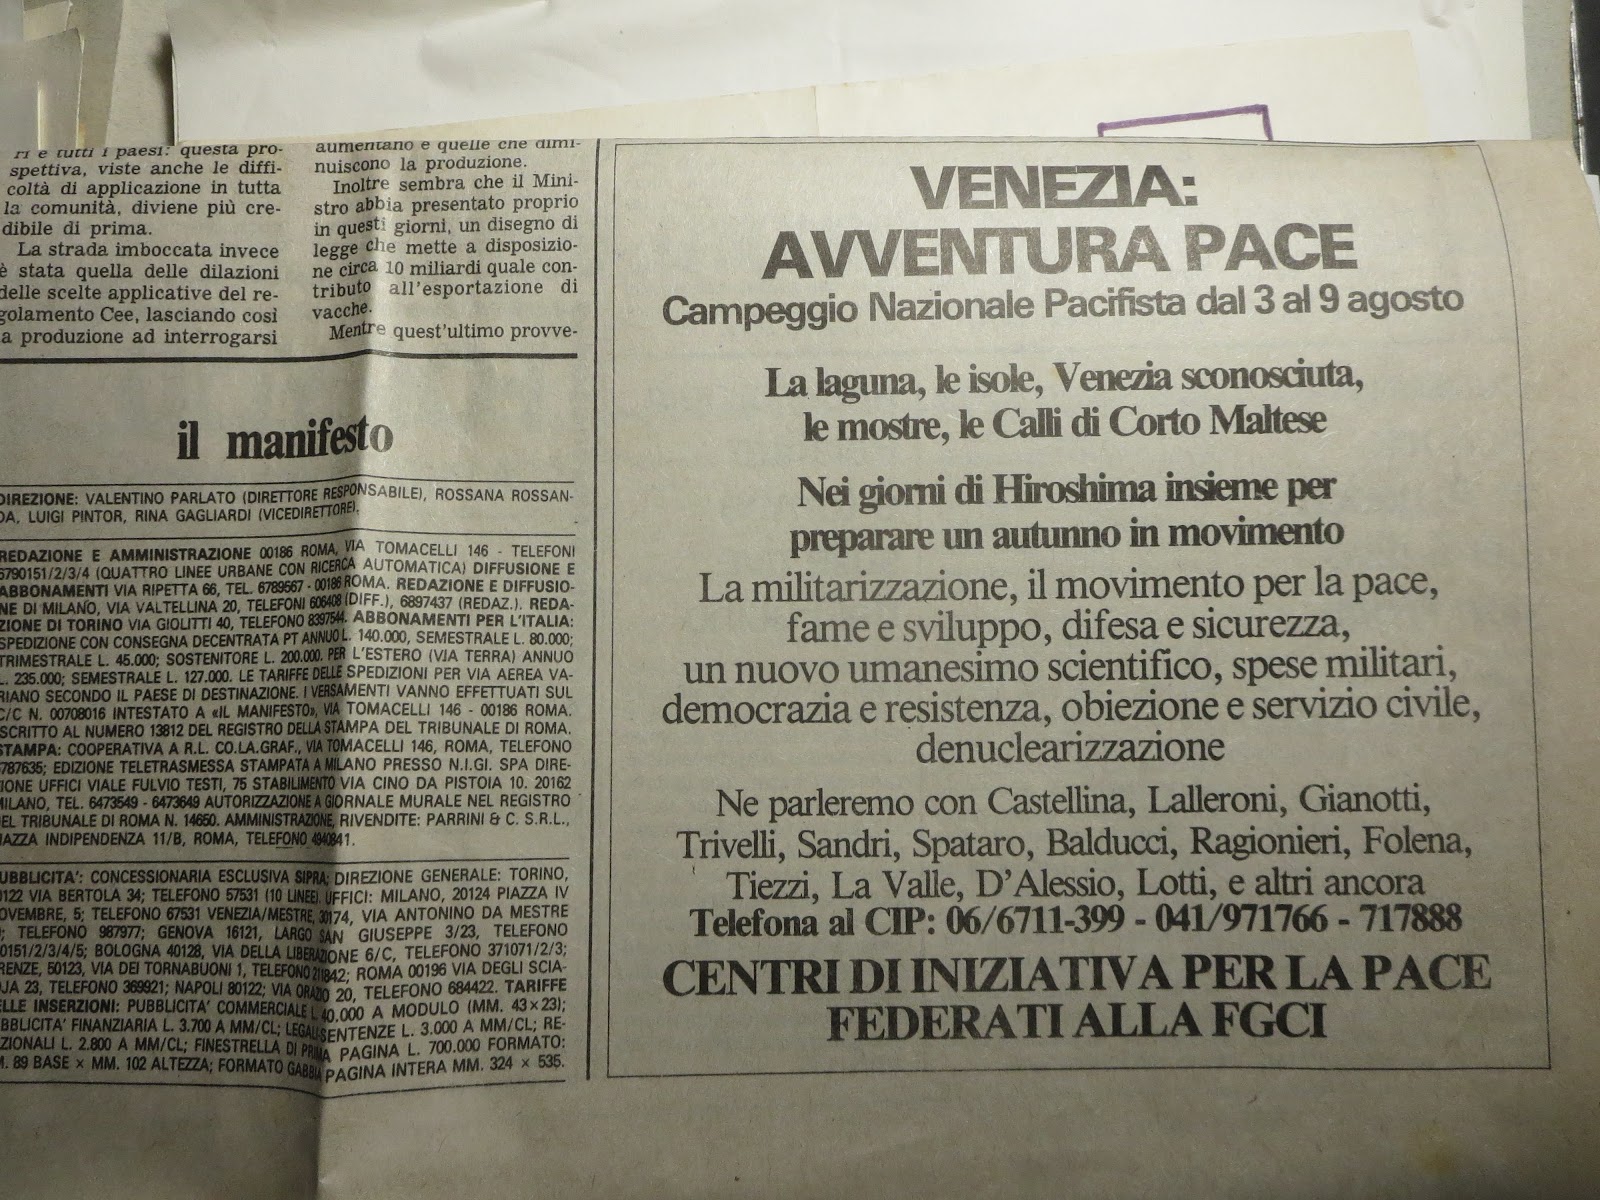 e tutti i paesi: questa pro-
spettiva, viste anche le diffi-
coltà di applicazione in tutta
la comunità, diviene più cre-
dibile di prima.
La strada imboccata invece
è stata quella delle dilazioni
delle scelte applicative del re-
golamento Cee, lasciando così
a produzione ad interrogarsi
aumentano e quelle che dimi-
nuiscono la produzione.
Inoltre sembra che il Mini-
stro abbia presentato proprio
in questi giorni, un disegno di
legge che mette a disposizio-
ne circa 10 miliardi quale con-
tributo all'esportazione di
vacche.
Mentre quest'ultimo provve-
il manifesto
DIREZIONE: VALENTINO PARLATO (DIRETTORE RESPONSABILE), ROSSANA ROSSAN-
DA, LUIGI PINTOR, RINA GAGLIARDI (VICEDIRETTORE).
REDAZIONE E AMMINISTRAZIONE 00186 ROMA, VIA TOMACELLI 146 - TELEFONI
6790151/2/3/4 (QUATTRO LINEE URBANE CON RICERCA AUTOMATICA) DIFFUSIONE E
ABBONAMENTI VIA RIPETTA 66, TEL. 6789567 - 00186 ROMA. REDAZIONE E DIFFUSIO-
NE DI MILANO, VIA VALTELLINA 20, TELEFONI 606408 (DIFF.), 6897437 (REDAZ.). REDA-
ZIONE DI TORINO VIA GIOLITTI 40, TELEFONO 8397544. ABBONAMENTI PER L'ITALIA:
SPEDIZIONE CON CONSEGNA DECENTRATA PT ANNUO L. 140.000, SEMESTRALE L. 80.000;
TRIMESTRALE L. 45.000; SOSTENITORE L. 200.000. PER L'ESTERO (VIA TERRA) ANNUO
L. 235.000; SEMESTRALE L. 127.000. LE TARIFFE DELLE SPEDIZIONI PER VIA AEREA VA-
RIANO SECONDO IL PAESE DI DESTINAZIONE. I VERSAMENTI VANNO EFFETTUATI SUL
C/C N. 00708016 INTESTATO A «IL MANIFESTO», VIA TOMACELLI 146 - 00186 ROMA.
ISCRITTO AL NUMERO 13812 DEL REGISTRO DELLA STAMPA DEL TRIBUNALE DI ROMA.
STAMPA: COOPERATIVA A R.L. CO.LA.GRAF., VIA TOMACELLI 146, ROMA, TELEFONO
6787635; EDIZIONE TELETRASMESSA STAMPATA A MILANO PRESSO N.I.GI. SPA DIRE-
ZIONE UFFICI VIALE FULVIO TESTI, 75 STABILIMENTO VIA CINO DA PISTOIA 10. 20162
MILANO, TEL. 6473549 - 6473649 AUTORIZZAZIONE A GIORNALE MURALE NEL REGISTRO
DEL TRIBUNALE DI ROMA N. 14650. AMMINISTRAZIONE, RIVENDITE: PARRINI & C. S.R.L.,
PIAZZA INDIPENDENZA 11/B, ROMA, TELEFONO 4940841.
PUBBLICITA': CONCESSIONARIA ESCLUSIVA SIPRA; DIREZIONE GENERALE: TORINO,
10122 VIA BERTOLA 34; TELEFONO 57531 (10 LINEE). UFFICI: MILANO, 20124 PIAZZA IV
NOVEMBRE, 5; TELEFONO 67531 VENEZIA/MESTRE, 30174, VIA ANTONINO DA MESTRE
TELEFONO 987977; GENOVA 16121, LARGO SAN GIUSEPPE 3/23, TELEFONO
0151/2/3/4/5; BOLOGNA 40128, VIA DELLA LIBERAZIONE 6/C, TELEFONO 371071/2/3;
FIRENZE, 50123, VIA DEI TORNABUONI 1, TELEFONO 211842; ROMA 00196 VIA DEGLI SCIA-
LOJA 23, TELEFONO 369921; NAPOLI 80122; VIA ORAZIO 20, TELEFONO 684422. TARIFFE
DELLE INSERZIONI: PUBBLICITA' COMMERCIALE L. 40.000 A MODULO (MM. 43×23);
PUBBLICITA' FINANZIARIA L. 3.700 A MM/CL; LEGALI SENTENZE L. 3.000 A MM/CL; RE-
ZIONALI L. 2.800 A MM/CL; FINESTRELLA DI PRIMA PAGINA L. 700.000 FORMATO:
MM. 89 BASE × MM. 102 ALTEZZA; FORMATO GABBIA PAGINA INTERA MM. 324 × 535.
VENEZIA:
AVVENTURA PACE
Campeggio Nazionale Pacifista dal 3 al 9 agosto
La laguna, le isole, Venezia sconosciuta,
le mostre, le Calli di Corto Maltese
Nei giorni di Hiroshima insieme per
preparare un autunno in movimento
La militarizzazione, il movimento per la pace,
fame e sviluppo, difesa e sicurezza,
un nuovo umanesimo scientifico, spese militari,
democrazia e resistenza, obiezione e servizio civile,
denuclearizzazione
Ne parleremo con Castellina, Lalleroni, Gianotti,
Trivelli, Sandri, Spataro, Balducci, Ragionieri, Folena,
Tiezzi, La Valle, D'Alessio, Lotti, e altri ancora
Telefona al CIP: 06/6711-399 - 041/971766 - 717888
CENTRI DI INIZIATIVA PER LA PACE
FEDERATI ALLA FGCI